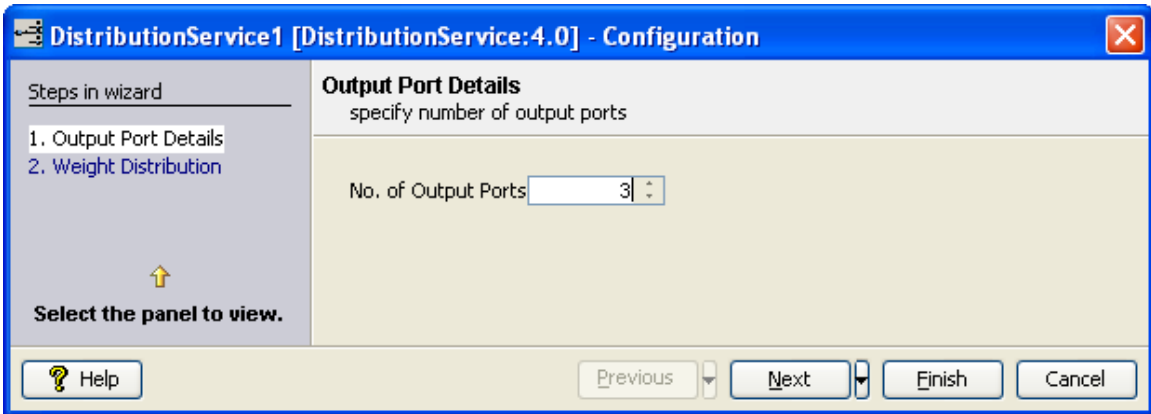 DistributionService1 [DistributionService:4.0] - Configuration
Steps in wizard
1. Output Port Details
2. Weight Distribution
Select the panel to view.
Output Port Details
specify number of output ports
No. of Output Ports 3
Help
Previous
Next
Finish
Cancel